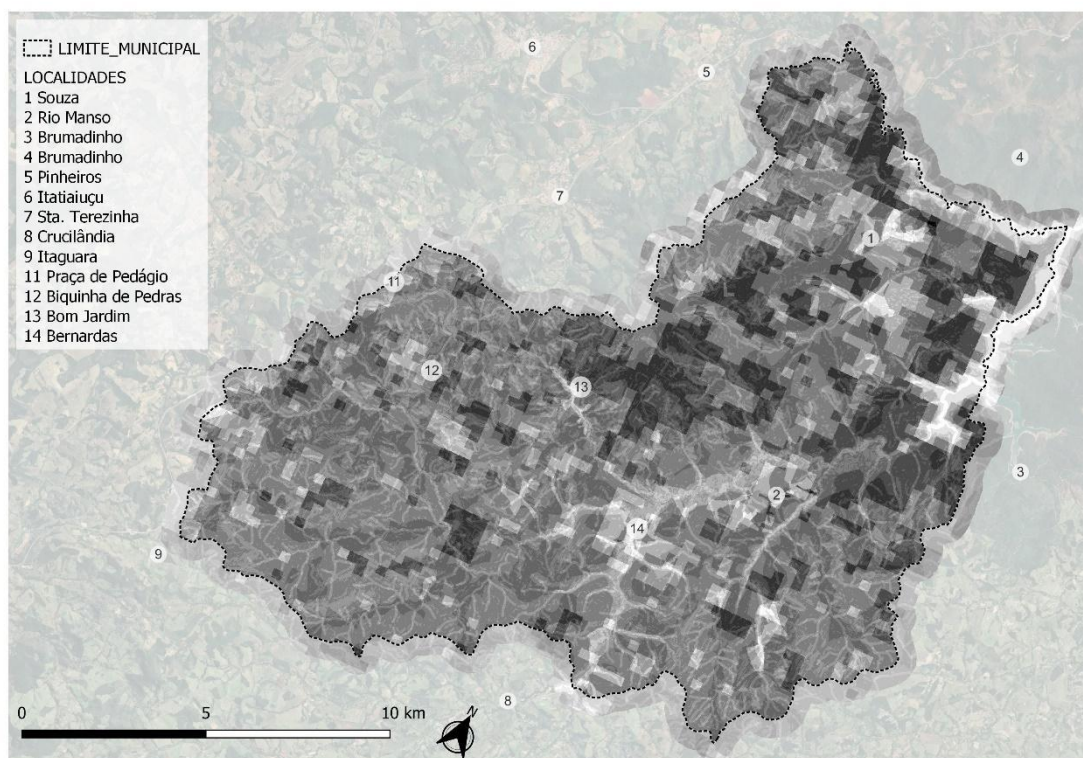 LIMITE_MUNICIPAL
LOCALIDADES
1 Souza
2 Rio Manso
3 Brumadinho
4 Brumadinho
5 Pinheiros
6 Itatiaiuçu
7 Sta. Terezinha
8 Crucilândia
9 Itaguara
11 Praça de Pedágio
12 Biquinha de Pedras
13 Bom Jardim
14 Bernardas
6
5
4
7
1
11
12
13
3
2
14
9
8
0 5 10 km
N